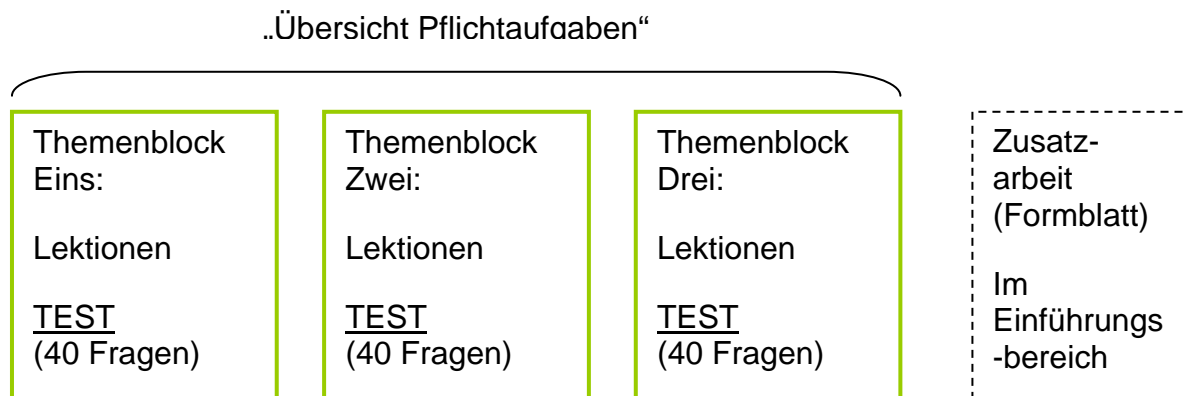 „Übersicht Pflichtaufgaben“
Themenblock
Eins:
Lektionen
TEST
(40 Fragen)
Themenblock
Zwei:
Lektionen
TEST
(40 Fragen)
Themenblock
Drei:
Lektionen
TEST
(40 Fragen)
Zusatz-
arbeit
(Formblatt)
Im
Einführungs
-bereich